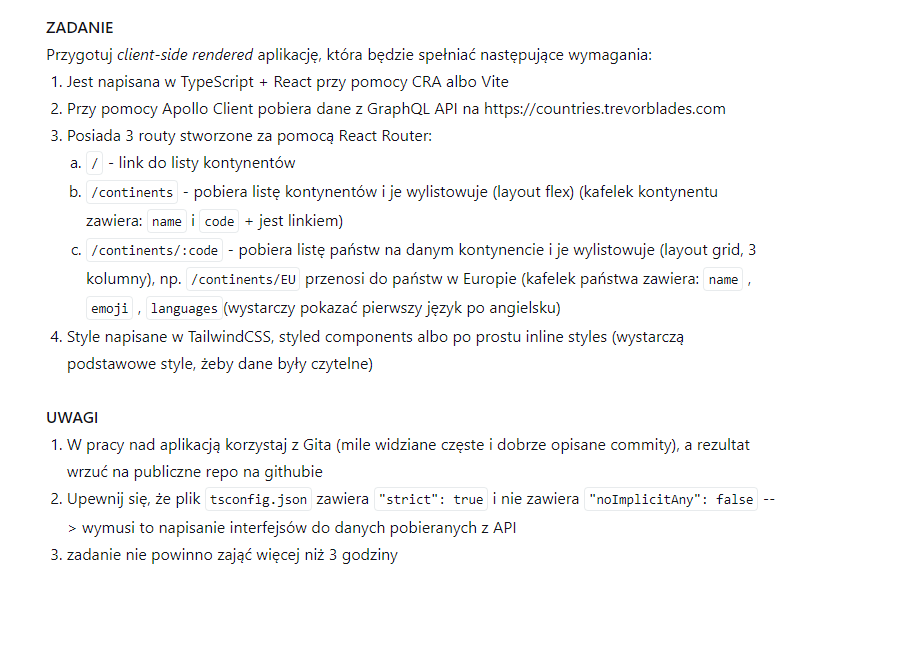 ZADANIE
Przygotuj client-side rendered aplikację, która będzie spełniać następujące wymagania:
1. Jest napisana w TypeScript + React przy pomocy CRA albo Vite
2. Przy pomocy Apollo Client pobiera dane z GraphQL API na https://countries.trevorblades.com
3. Posiada 3 routy stworzone za pomocą React Router:
a. / - link do listy kontynentów
b. /continents - pobiera listę kontynentów i je wylistowuje (layout flex) (kafelek kontynentu
zawiera: name i code + jest linkiem)
c. /continents/:code - pobiera listę państw na danym kontynencie i je wylistowuje (layout grid, 3
kolumny), np. /continents/EU przenosi do państw w Europie (kafelek państwa zawiera: name ,
emoji , languages (wystarczy pokazać pierwszy język po angielsku)
4. Style napisane w TailwindCSS, styled components albo po prostu inline styles (wystarczą
podstawowe style, żeby dane były czytelne)
UWAGI
1. W pracy nad aplikacją korzystaj z Gita (mile widziane częste i dobrze opisane commity), a rezultat
wrzuć na publiczne repo na githubie
2. Upewnij się, że plik tsconfig.json zawiera "strict": true i nie zawiera "noImplicitAny": false --
> wymusi to napisanie interfejsów do danych pobieranych z API
3. zadanie nie powinno zająć więcej niż 3 godziny